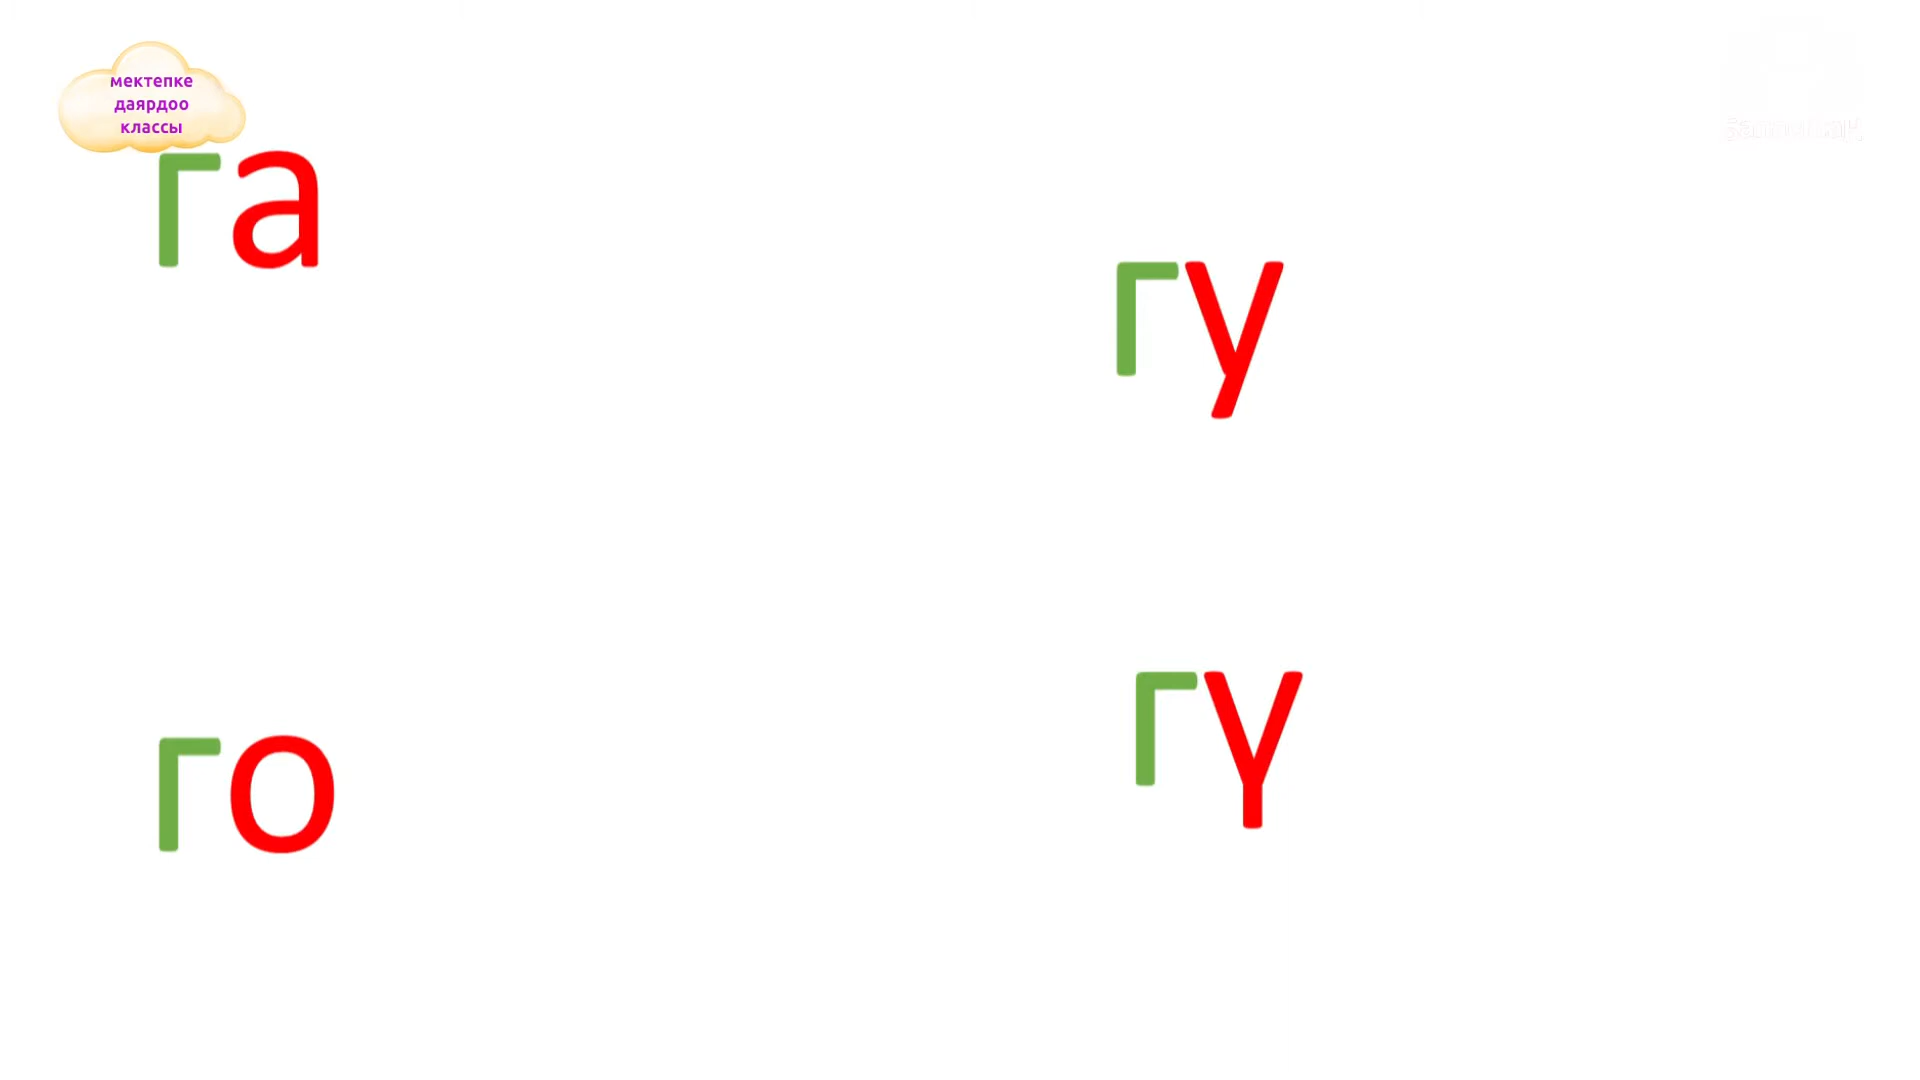 мектепке
даярдоо
классы
га
гу
го
гү